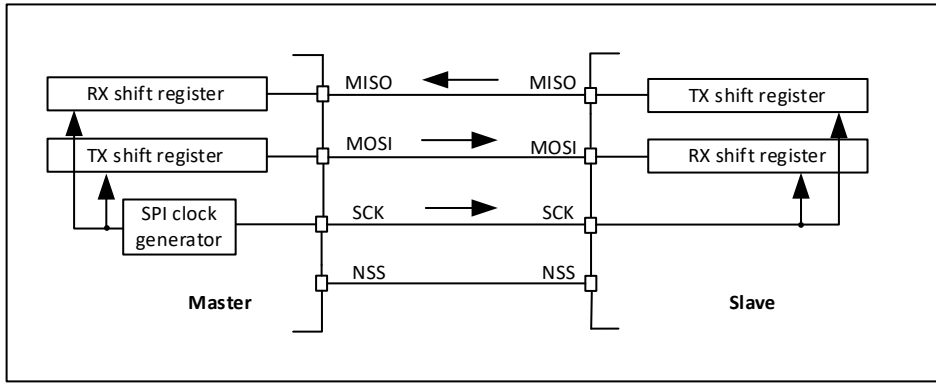 MISO MISO
RX shift register TX shift register
MOSI MOSI
TX shift register RX shift register
SPI clock
generator
SCK SCK
NSS NSS
Master Slave